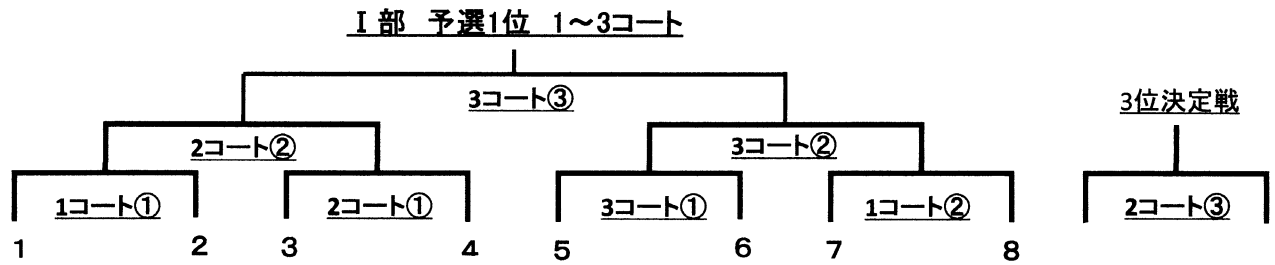 Ⅰ部 予選1位 1～3コート
3コート③
3位決定戦
2コート②
3コート②
1コート①
2コート①
3コート①
1コート②
2コート③
1 2 3 4 5 6 7 8